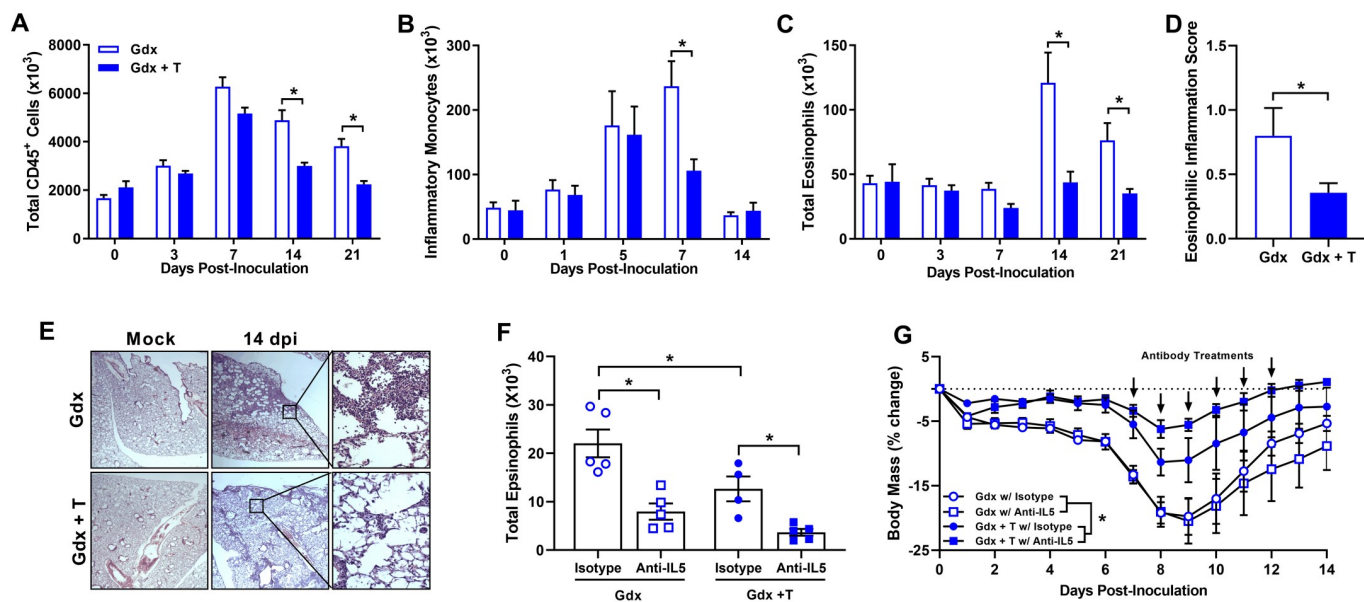 A
Total CD45+ Cells (x10³)
8000
6000
4000
2000
0
Gdx
Gdx + T
*
*
0 3 7 14 21
Days Post-Inoculation
B
Inflammatory Monocytes (x10³)
300
200
100
0
*
0 1 5 7 14
Days Post-Inoculation
C
Total Eosinophils (x10³)
150
100
50
0
*
*
0 3 7 14 21
Days Post-Inoculation
D
Eosinophilic Inflammation Score
1.5
1.0
0.5
0.0
*
Gdx Gdx + T
E
Mock 14 dpi
Gdx
Gdx + T
F
Total Epsinophils (X10³)
40
30
20
10
0
*
*
*
Isotype Anti-IL5 Isotype Anti-IL5
Gdx Gdx +T
G
Body Mass (% change)
5
-5
-15
-25
Antibody Treatments
Gdx w/ Isotype
Gdx w/ Anti-IL5
Gdx + T w/ Isotype
Gdx + T w/ Anti-IL5
*
0 2 4 6 8 10 12 14
Days Post-Inoculation